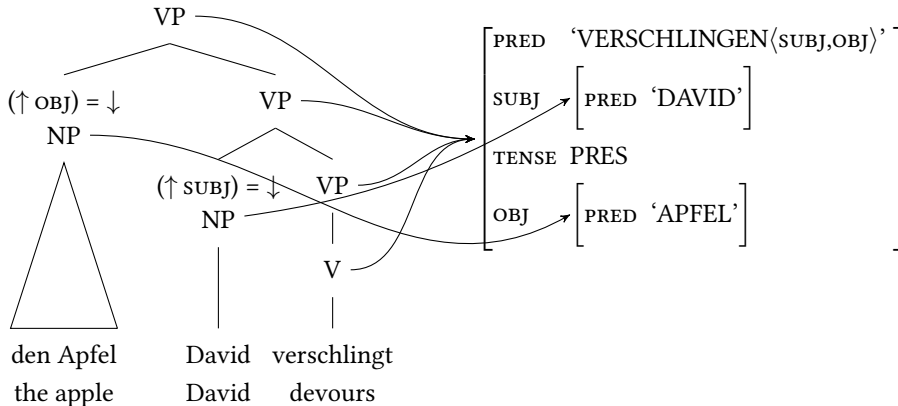 VP
PRED ‘VERSCHLINGEN⟨SUBJ,OBJ⟩’
(↑ OBJ) = ↓
VP
SUBJ PRED ‘DAVID’
NP
TENSE PRES
(↑ SUBJ) = ↓
VP
NP
OBJ PRED ‘APFEL’
V
den Apfel David verschlingt
the apple David devours